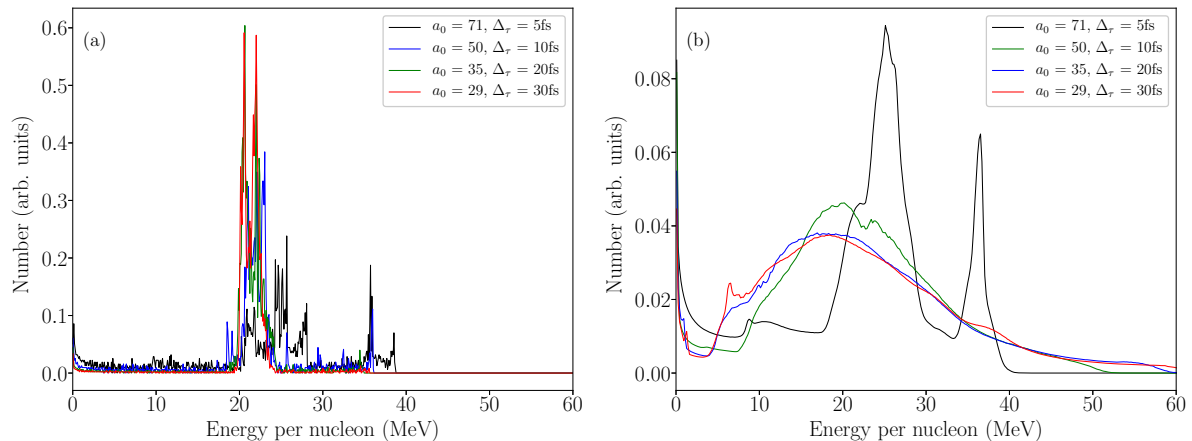 (a)
a₀ = 71, Δτ = 5fs
a₀ = 50, Δτ = 10fs
a₀ = 35, Δτ = 20fs
a₀ = 29, Δτ = 30fs
Number (arb. units)
0.6
0.5
0.4
0.3
0.2
0.1
0.0
0 10 20 30 40 50 60
Energy per nucleon (MeV)
(b)
a₀ = 71, Δτ = 5fs
a₀ = 50, Δτ = 10fs
a₀ = 35, Δτ = 20fs
a₀ = 29, Δτ = 30fs
Number (arb. units)
0.08
0.06
0.04
0.02
0.00
0 10 20 30 40 50 60
Energy per nucleon (MeV)